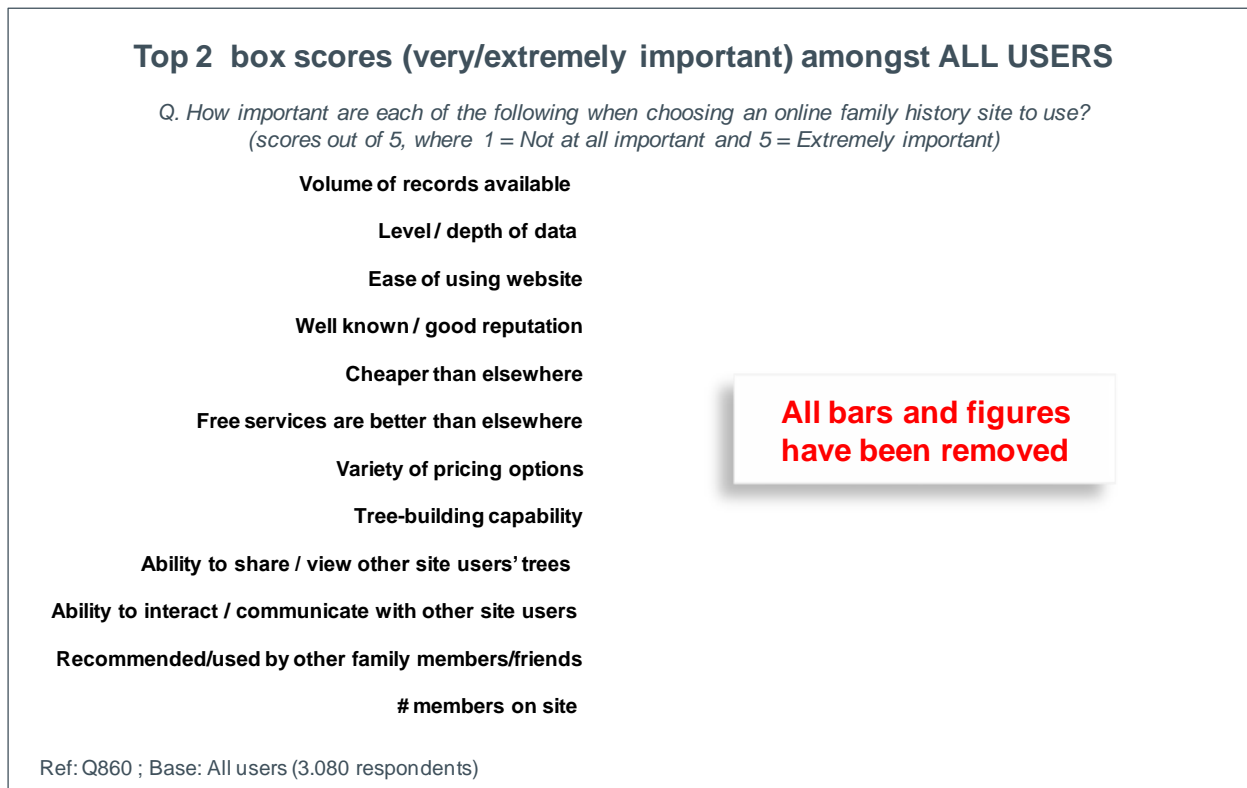 Top 2 box scores (very/extremely important) amongst ALL USERS
Q. How important are each of the following when choosing an online family history site to use?
(scores out of 5, where 1 = Not at all important and 5 = Extremely important)
Volume of records available
Level / depth of data
Ease of using website
Well known / good reputation
Cheaper than elsewhere
Free services are better than elsewhere
All bars and figures
have been removed
Variety of pricing options
Tree-building capability
Ability to share / view other site users' trees
Ability to interact / communicate with other site users
Recommended/used by other family members/friends
# members on site
Ref: Q860 ; Base: All users (3.080 respondents)